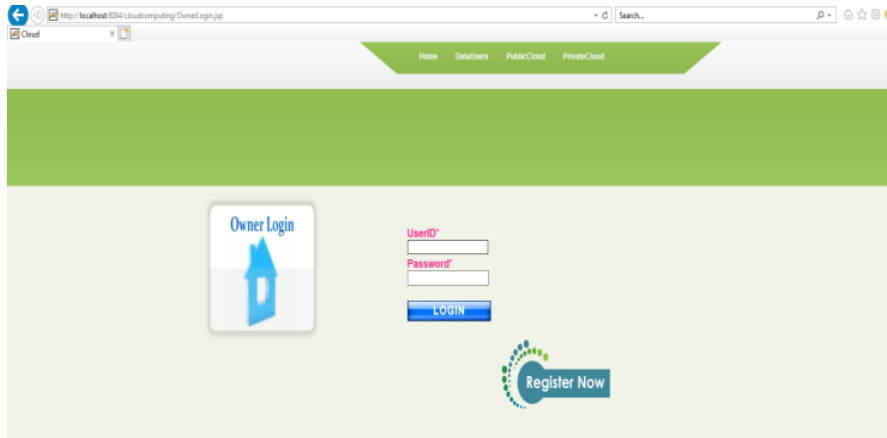 http://localhost:8084/cloudcomputing/OwnerLogin.jsp
Search...
Cloud
Home DataUsers PublicCloud PrivateCloud
Owner Login
UserID*
Password*
LOGIN
Register Now